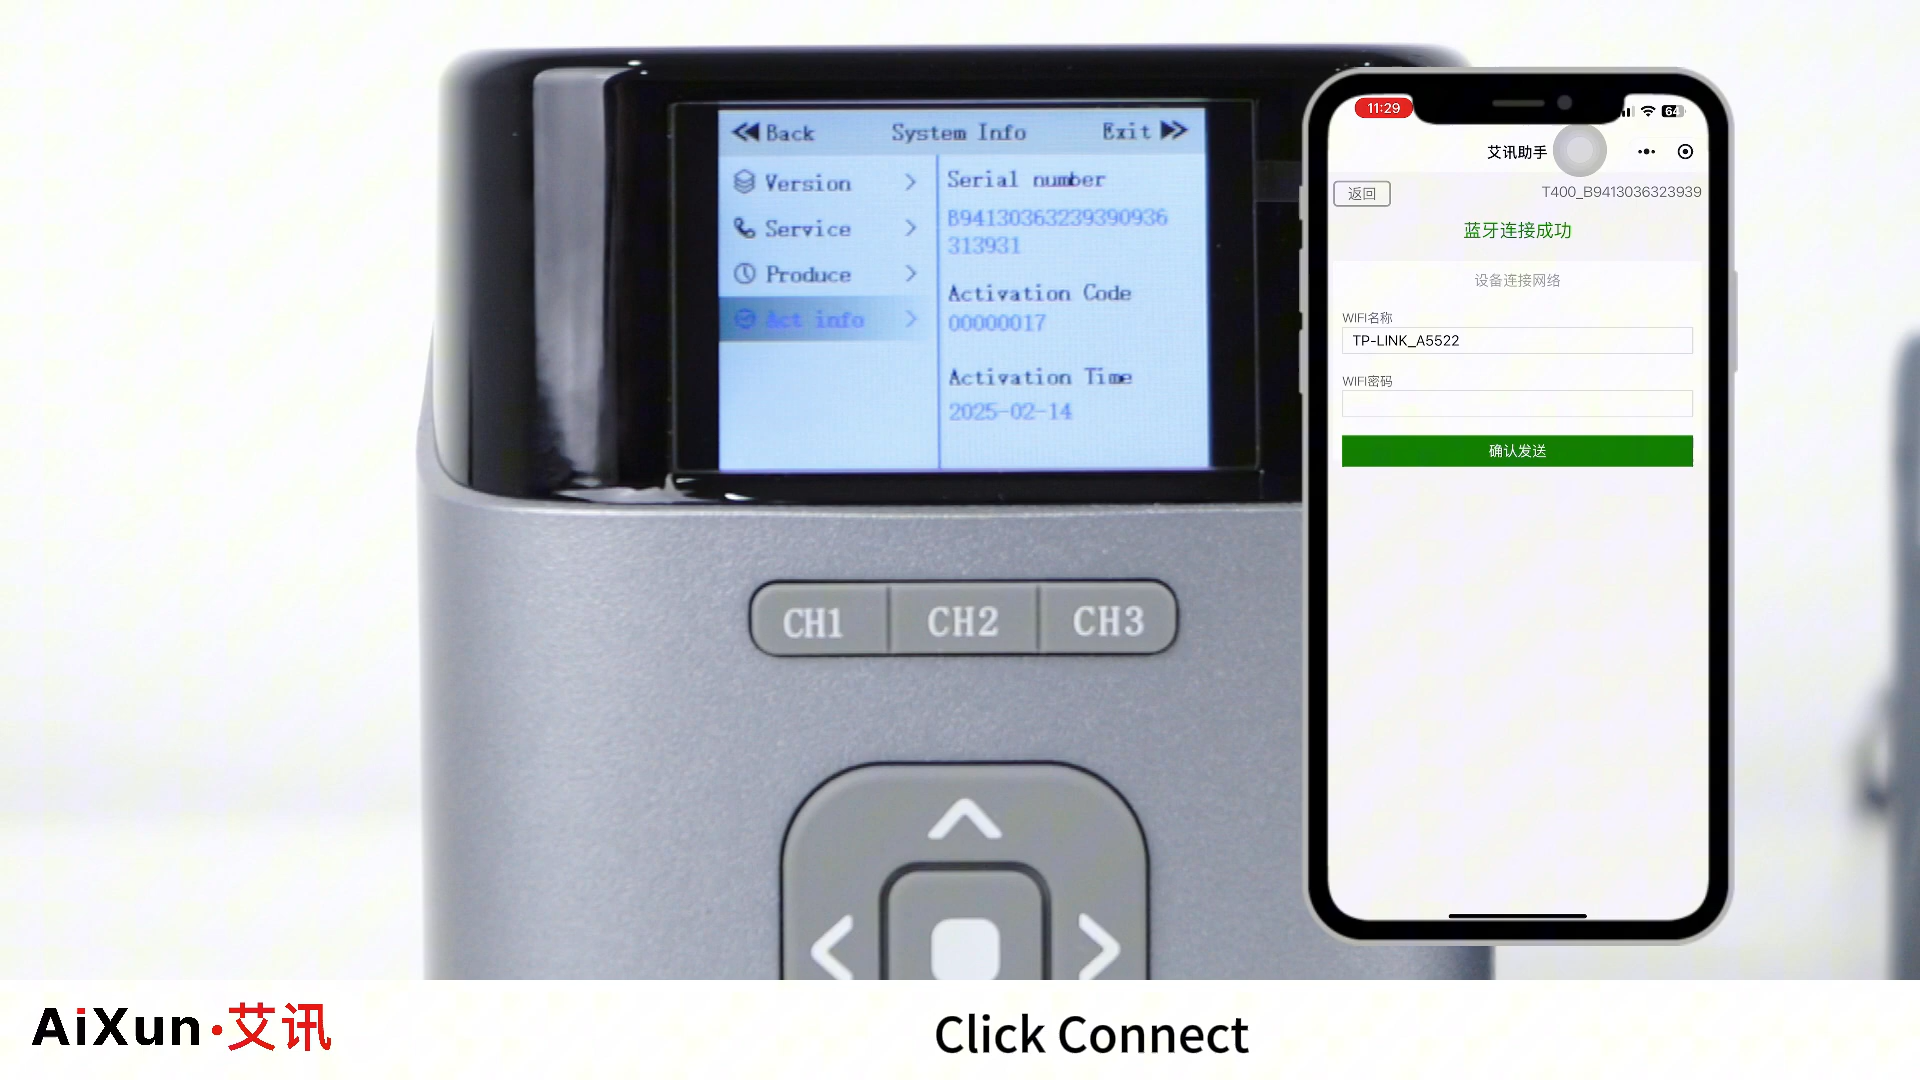 Back System Info Exit
Version
Service
Produce
Act info
Serial number
B94130363239390936
313931
Activation Code
00000017
Activation Time
2025-02-14
CH1 CH2 CH3
11:29
64
艾讯助手
返回 T400_B9413036323939
蓝牙连接成功
设备连接网络
WIFI名称
TP-LINK_A5522
WIFI密码
确认发送
AiXun·艾讯
Click Connect